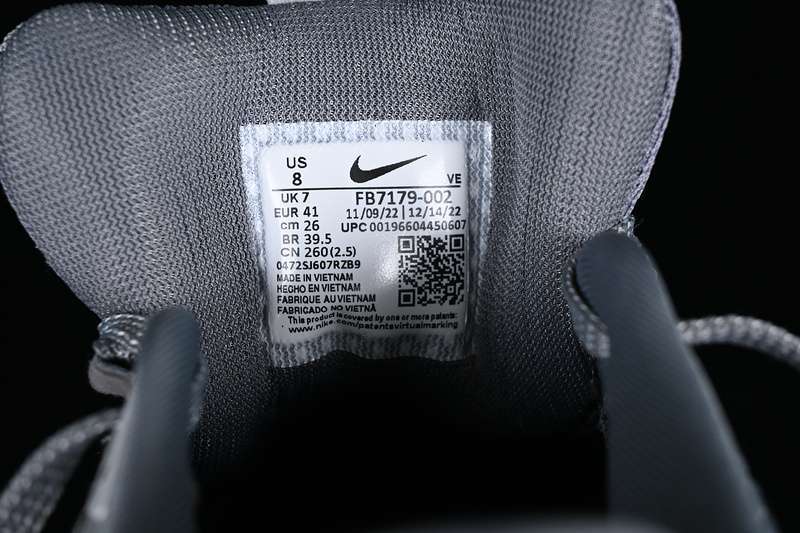 US
8
VE
UK 7
FB7179-002
EUR 41
11/09/22 | 12/14/22
cm 26
UPC 00196604450607
BR 39.5
CN 260 (2.5)
0472SJ607RZB9
MADE IN VIETNAM
HECHO EN VIETNAM
FABRIQUE AU VIETNAM
FABRICADO NO VIETNÃ
This product is covered by one or more patents:
www.nike.com/patentsvirtualmarking